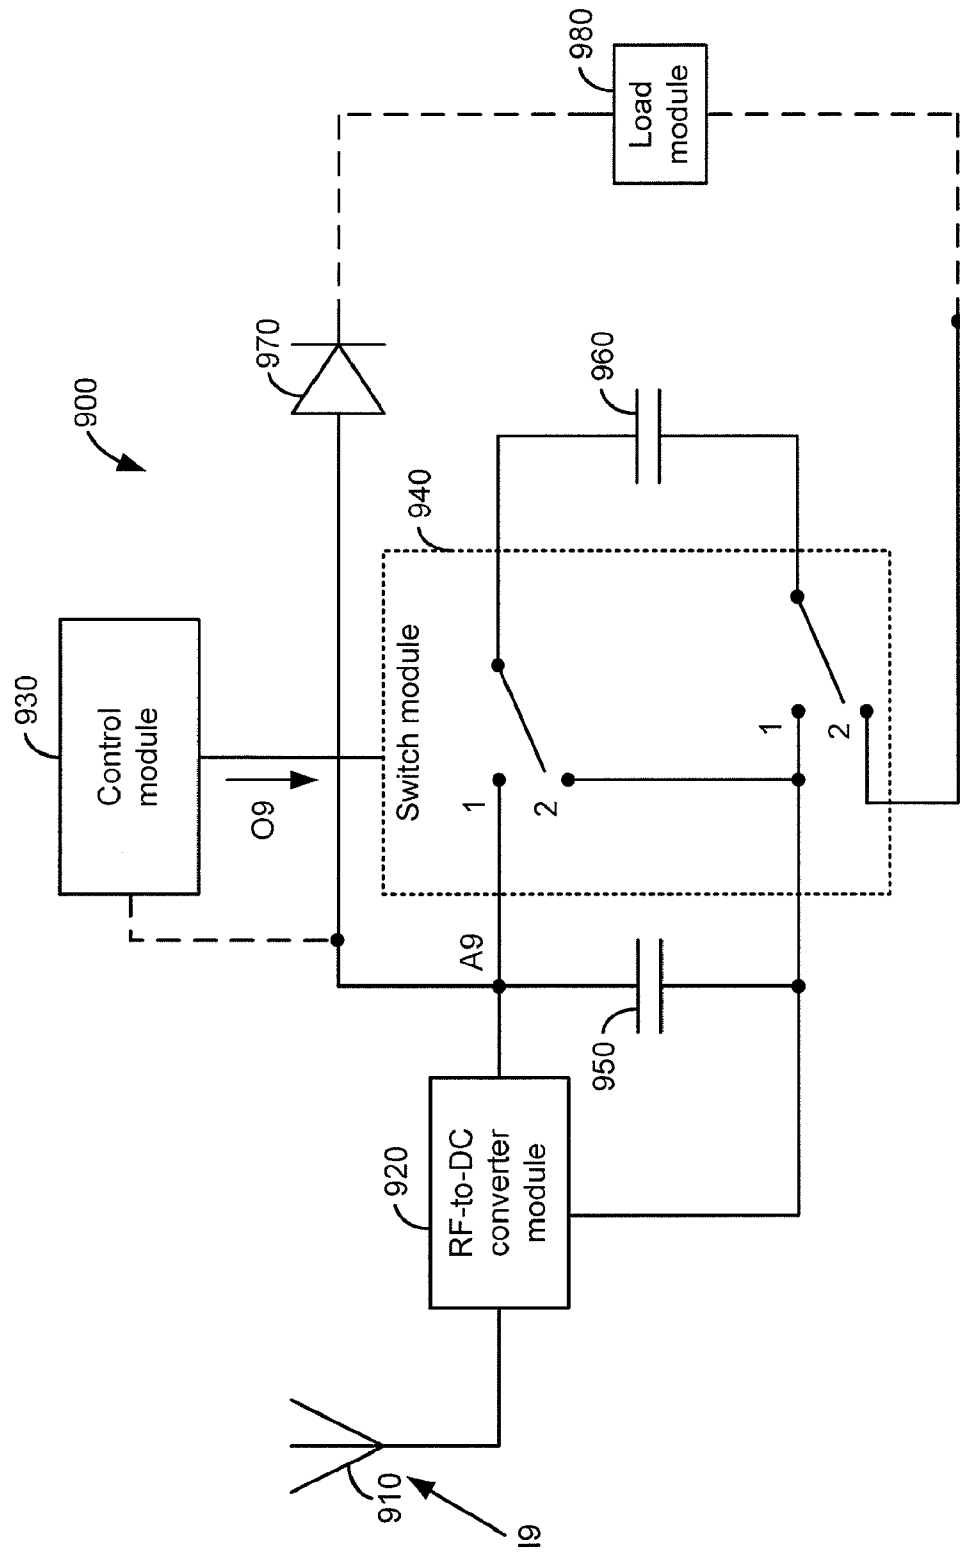 900
930
Control
module
O9
970
980
Load
module
940
Switch module
1
2
1
2
960
A9
950
920
RF-to-DC
converter
module
910
I9